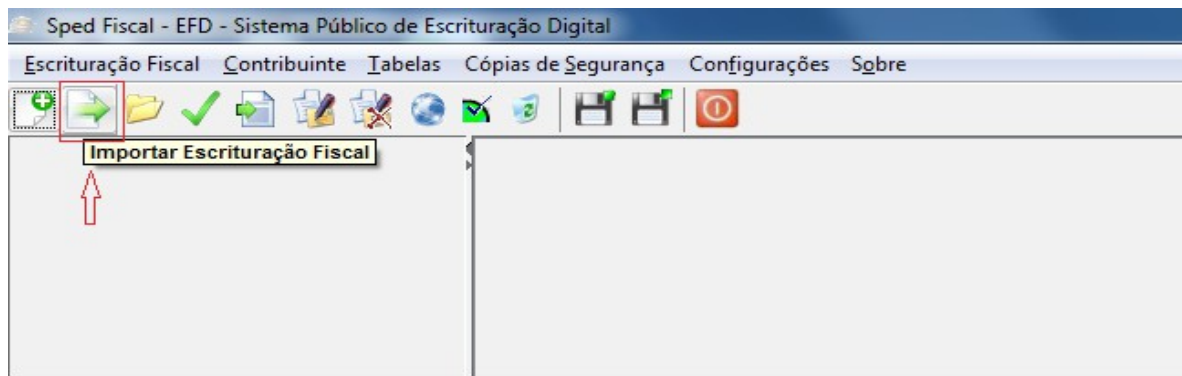 Sped Fiscal - EFD - Sistema Público de Escrituração Digital
Escrituração Fiscal Contribuinte Tabelas Cópias de Segurança Configurações Sobre
Importar Escrituração Fiscal